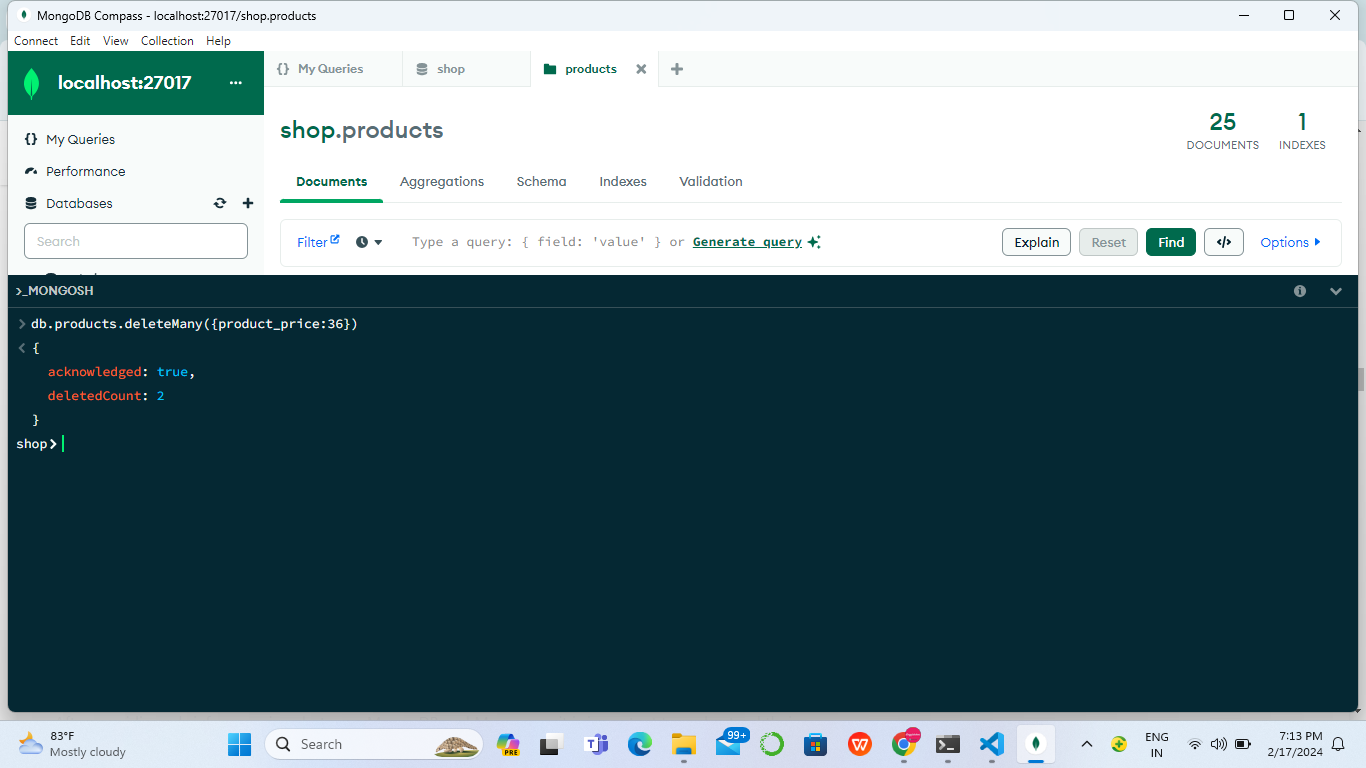 MongoDB Compass - localhost:27017/shop.products
Connect Edit View Collection Help
localhost:27017 ...
{} My Queries
shop
products
shop.products
25
DOCUMENTS
1
INDEXES
{} My Queries
Performance
Databases
Search
Documents Aggregations Schema Indexes Validation
Filter Type a query: { field: 'value' } or Generate query Explain Reset Find </> Options
>_MONGOSH
> db.products.deleteMany({product_price:36})
< {
acknowledged: true,
deletedCount: 2
}
shop>
83°F
Mostly cloudy
Search
PRE
99+
ENG
IN
7:13 PM
2/17/2024